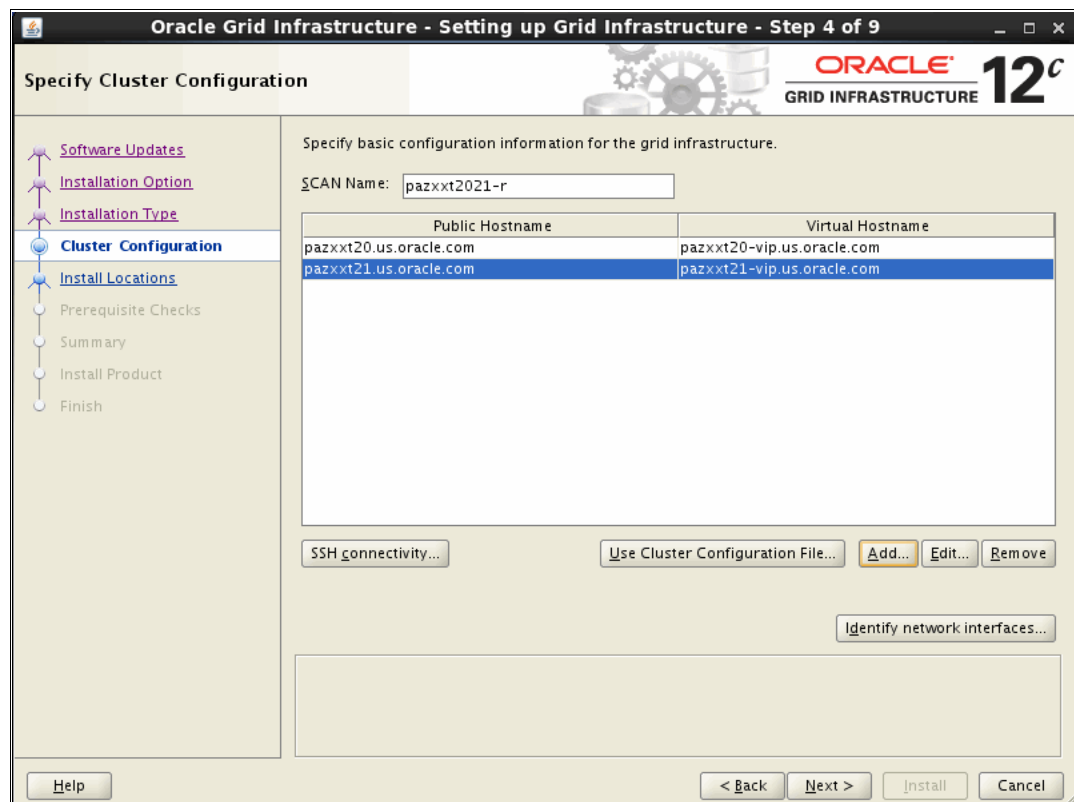 Oracle Grid Infrastructure - Setting up Grid Infrastructure - Step 4 of 9
Specify Cluster Configuration
ORACLE
GRID INFRASTRUCTURE
12c
Software Updates
Installation Option
Installation Type
Cluster Configuration
Install Locations
Prerequisite Checks
Summary
Install Product
Finish
Specify basic configuration information for the grid infrastructure.
SCAN Name: pazxxt2021-r
Public Hostname Virtual Hostname
pazxxt20.us.oracle.com pazxxt20-vip.us.oracle.com
pazxxt21.us.oracle.com pazxxt21-vip.us.oracle.com
SSH connectivity... Use Cluster Configuration File... Add... Edit... Remove
Identify network interfaces...
Help < Back Next > Install Cancel